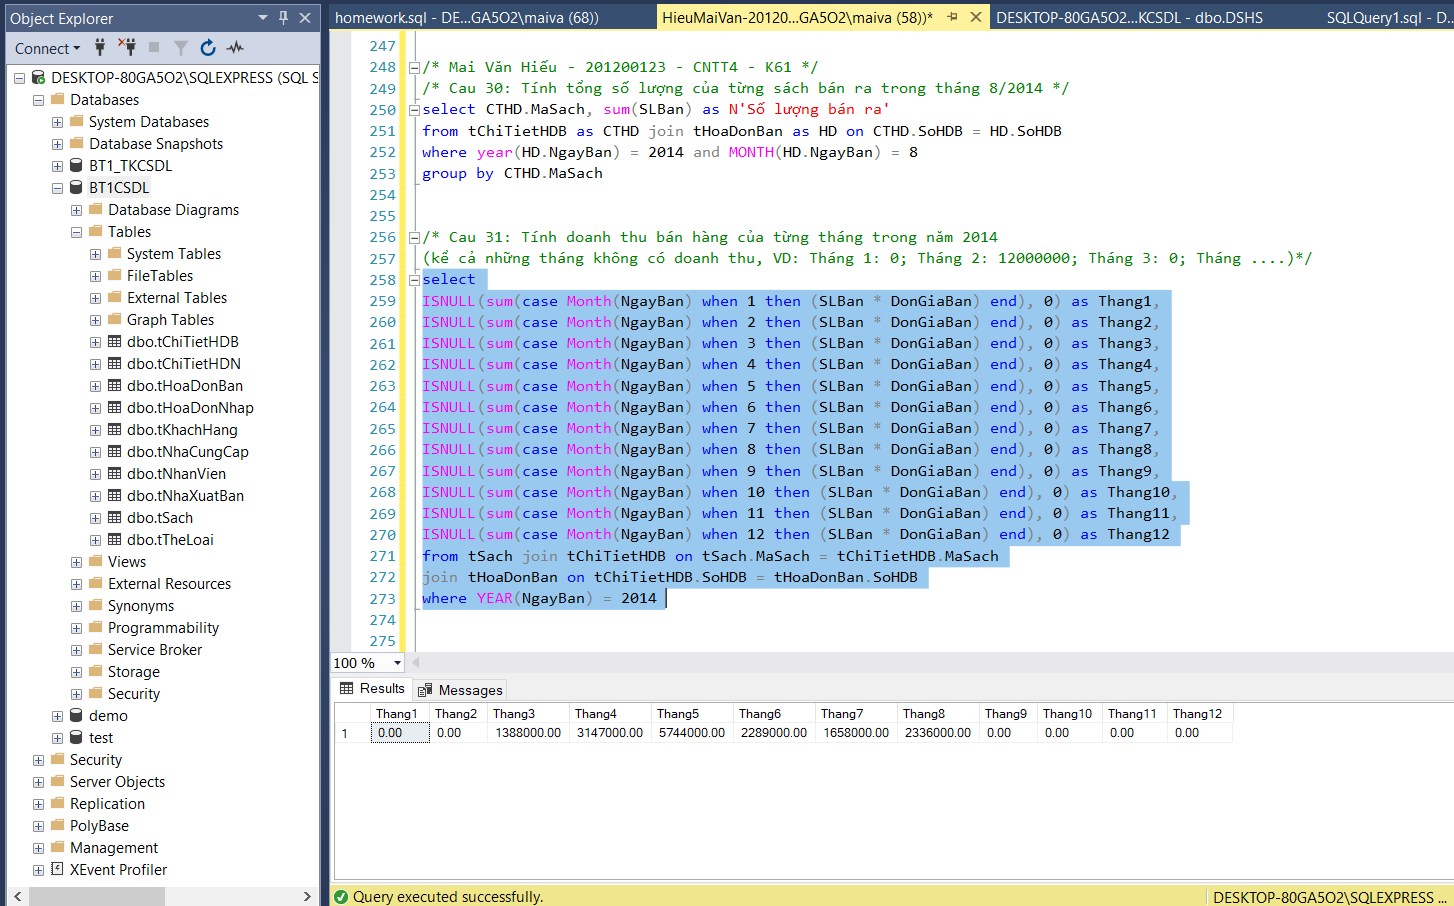 Object Explorer
Connect
DESKTOP-80GA5O2\SQLEXPRESS (SQL S
Databases
System Databases
Database Snapshots
BT1_TKCSDL
BT1CSDL
Database Diagrams
Tables
System Tables
FileTables
External Tables
Graph Tables
dbo.tChiTietHDB
dbo.tChiTietHDN
dbo.tHoaDonBan
dbo.tHoaDonNhap
dbo.tKhachHang
dbo.tNhaCungCap
dbo.tNhanVien
dbo.tNhaXuatBan
dbo.tSach
dbo.tTheLoai
Views
External Resources
Synonyms
Programmability
Service Broker
Storage
Security
demo
test
Security
Server Objects
Replication
PolyBase
Management
XEvent Profiler
homework.sql - DE...GA5O2\maiva (68))
HieuMaiVan-20120...GA5O2\maiva (58))*
DESKTOP-80GA5O2...KCSDL - dbo.DSHS
SQLQuery1.sql - D...
247
248 /* Mai Văn Hiếu - 201200123 - CNTT4 - K61 */
249 /* Cau 30: Tính tổng số lượng của từng sách bán ra trong tháng 8/2014 */
250 select CTHD.MaSach, sum(SLBan) as N'Số lượng bán ra'
251 from tChiTietHDB as CTHD join tHoaDonBan as HD on CTHD.SoHDB = HD.SoHDB
252 where year(HD.NgayBan) = 2014 and MONTH(HD.NgayBan) = 8
253 group by CTHD.MaSach
254
255
256 /* Cau 31: Tính doanh thu bán hàng của từng tháng trong năm 2014
257 (kể cả những tháng không có doanh thu, VD: Tháng 1: 0; Tháng 2: 12000000; Tháng 3: 0; Tháng ....)*/
258 select
259 ISNULL(sum(case Month(NgayBan) when 1 then (SLBan * DonGiaBan) end), 0) as Thang1,
260 ISNULL(sum(case Month(NgayBan) when 2 then (SLBan * DonGiaBan) end), 0) as Thang2,
261 ISNULL(sum(case Month(NgayBan) when 3 then (SLBan * DonGiaBan) end), 0) as Thang3,
262 ISNULL(sum(case Month(NgayBan) when 4 then (SLBan * DonGiaBan) end), 0) as Thang4,
263 ISNULL(sum(case Month(NgayBan) when 5 then (SLBan * DonGiaBan) end), 0) as Thang5,
264 ISNULL(sum(case Month(NgayBan) when 6 then (SLBan * DonGiaBan) end), 0) as Thang6,
265 ISNULL(sum(case Month(NgayBan) when 7 then (SLBan * DonGiaBan) end), 0) as Thang7,
266 ISNULL(sum(case Month(NgayBan) when 8 then (SLBan * DonGiaBan) end), 0) as Thang8,
267 ISNULL(sum(case Month(NgayBan) when 9 then (SLBan * DonGiaBan) end), 0) as Thang9,
268 ISNULL(sum(case Month(NgayBan) when 10 then (SLBan * DonGiaBan) end), 0) as Thang10,
269 ISNULL(sum(case Month(NgayBan) when 11 then (SLBan * DonGiaBan) end), 0) as Thang11,
270 ISNULL(sum(case Month(NgayBan) when 12 then (SLBan * DonGiaBan) end), 0) as Thang12
271 from tSach join tChiTietHDB on tSach.MaSach = tChiTietHDB.MaSach
272 join tHoaDonBan on tChiTietHDB.SoHDB = tHoaDonBan.SoHDB
273 where YEAR(NgayBan) = 2014
274
275
100 %
Results Messages
Thang1 Thang2 Thang3 Thang4 Thang5 Thang6 Thang7 Thang8 Thang9 Thang10 Thang11 Thang12
1 0.00 0.00 1388000.00 3147000.00 5744000.00 2289000.00 1658000.00 2336000.00 0.00 0.00 0.00 0.00
Query executed successfully.
DESKTOP-80GA5O2\SQLEXPRESS ...